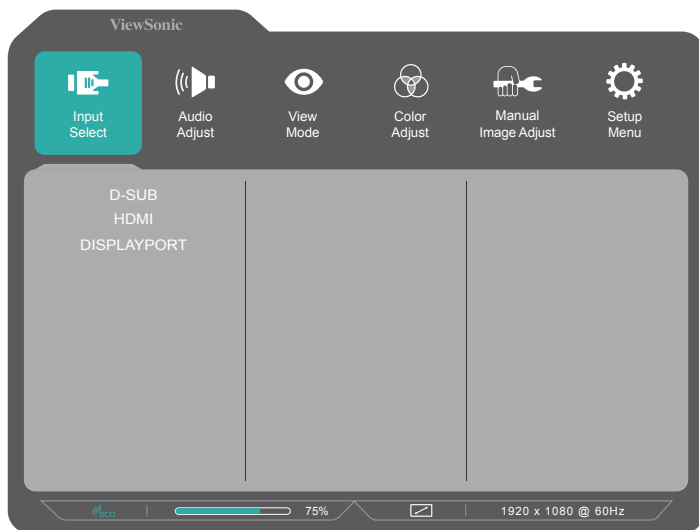 ViewSonic
Input
Select
Audio
Adjust
View
Mode
Color
Adjust
Manual
Image Adjust
Setup
Menu
D-SUB
HDMI
DISPLAYPORT
eco
75%
1920 x 1080 @ 60Hz